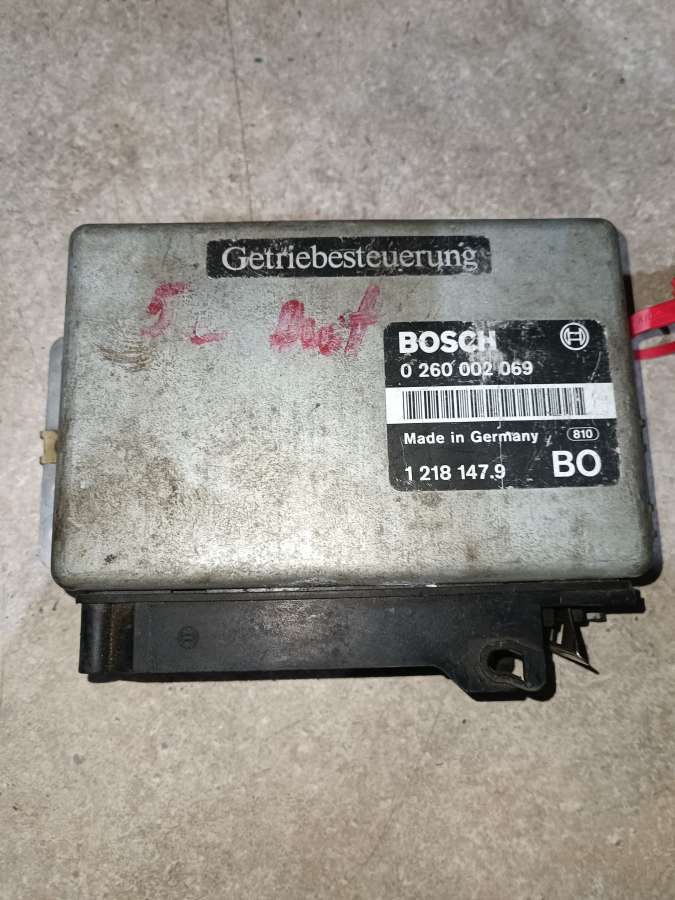 Getriebesteuerung
BOSCH
0 260 002 069
Made in Germany 810
1 218 147.9 BO